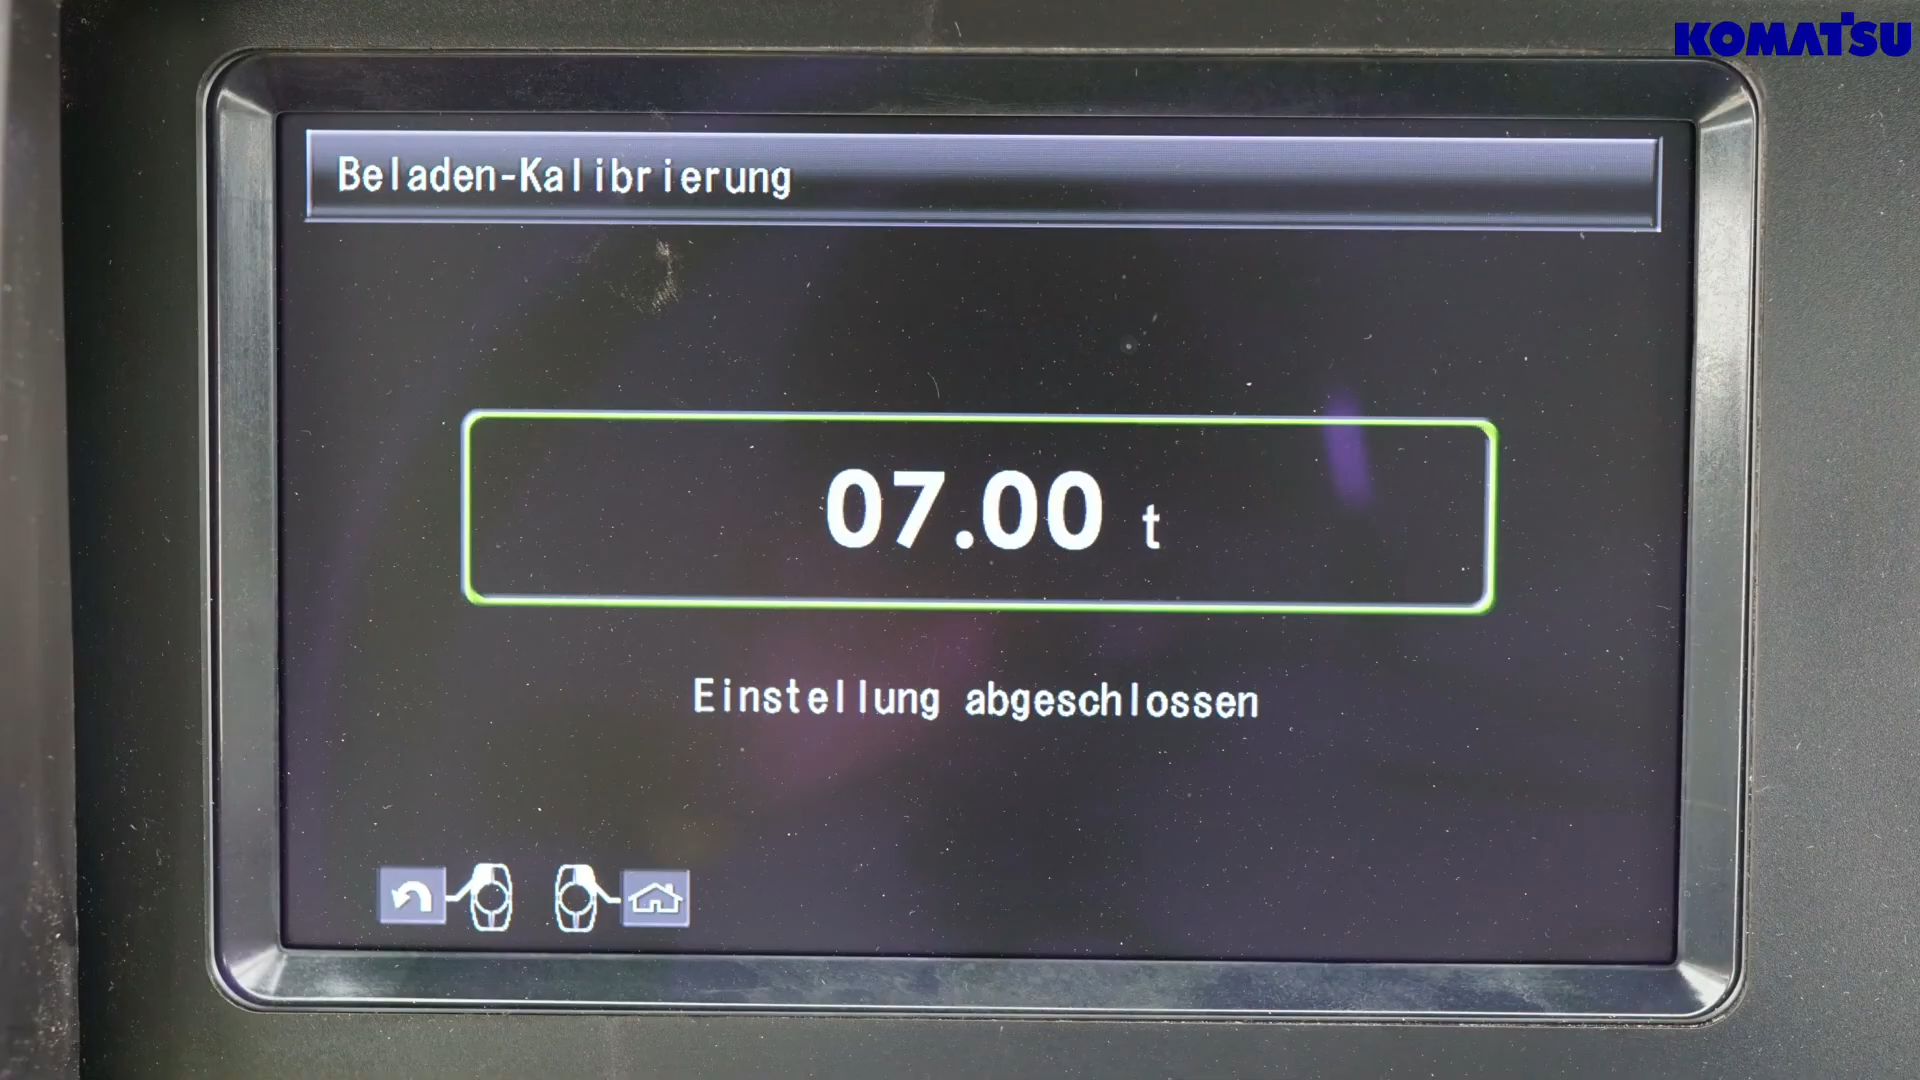 KOMATSU
Beladen-Kalibrierung
07.00 t
Einstellung abgeschlossen